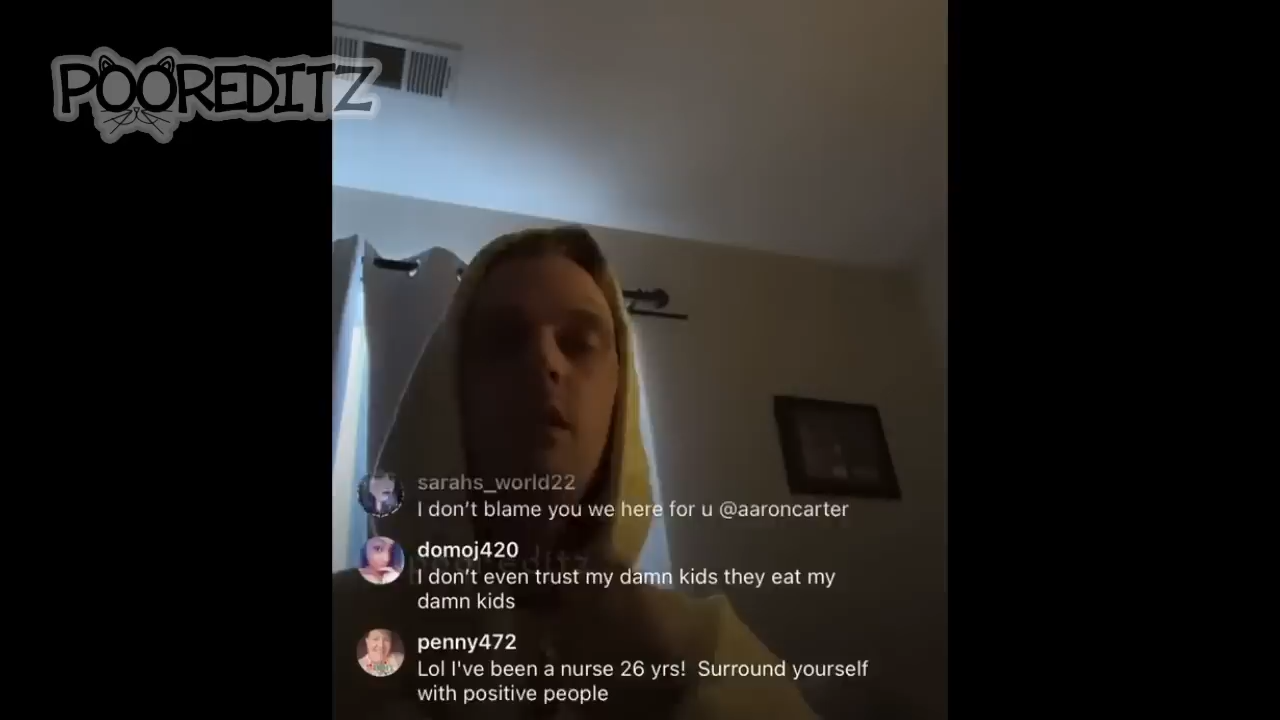 POOREDITZ
sarahs_world22
I don't blame you we here for u @aaroncarter
domoj420
pooreditz
I don't even trust my damn kids they eat my
damn kids
penny472
Lol I've been a nurse 26 yrs!  Surround yourself
with positive people